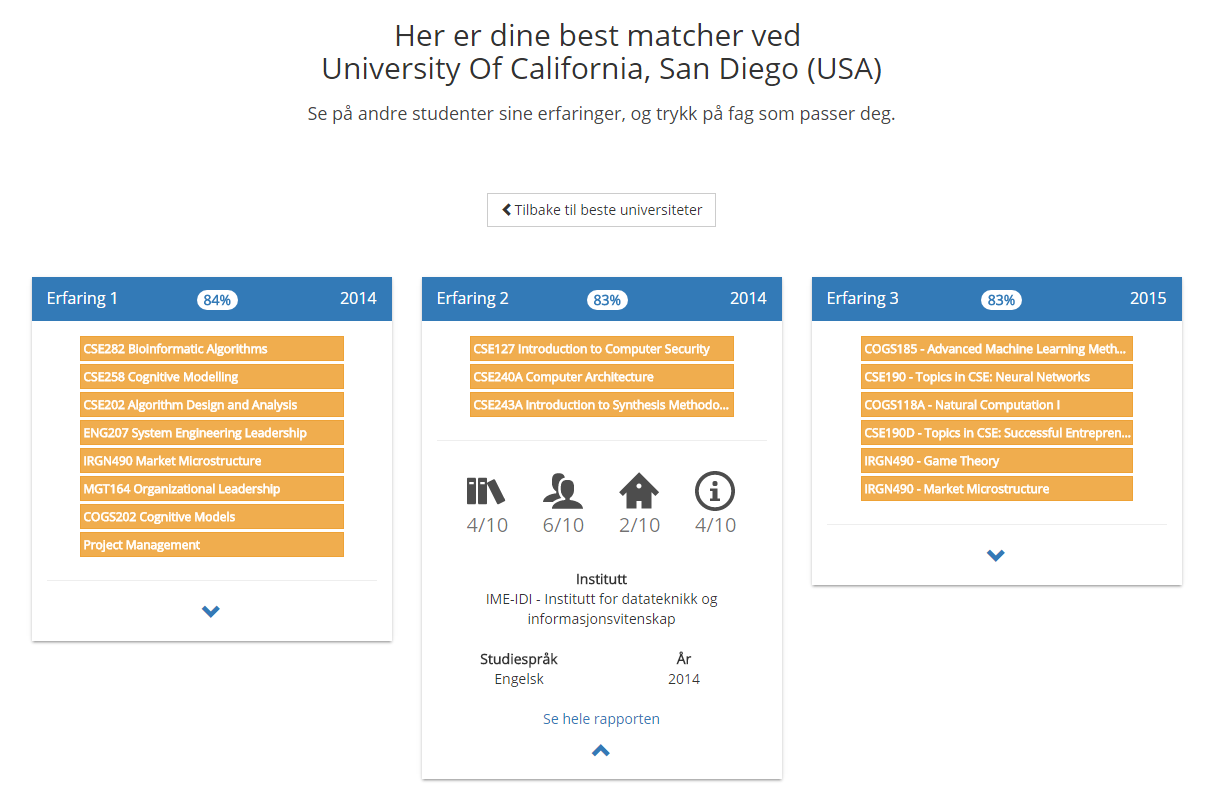 Her er dine best matcher ved
University Of California, San Diego (USA)
Se på andre studenter sine erfaringer, og trykk på fag som passer deg.
Tilbake til beste universiteter
Erfaring 1 84% 2014
CSE282 Bioinformatic Algorithms
CSE258 Cognitive Modelling
CSE202 Algorithm Design and Analysis
ENG207 System Engineering Leadership
IRGN490 Market Microstructure
MGT164 Organizational Leadership
COGS202 Cognitive Models
Project Management
Erfaring 2 83% 2014
CSE127 Introduction to Computer Security
CSE240A Computer Architecture
CSE243A Introduction to Synthesis Methodo...
4/10 6/10 2/10 4/10
Institutt
IME-IDI - Institutt for datateknikk og
informasjonsvitenskap
Studiespråk År
Engelsk 2014
Se hele rapporten
Erfaring 3 83% 2015
COGS185 - Advanced Machine Learning Meth...
CSE190 - Topics in CSE: Neural Networks
COGS118A - Natural Computation I
CSE190D - Topics in CSE: Successful Entrepren...
IRGN490 - Game Theory
IRGN490 - Market Microstructure